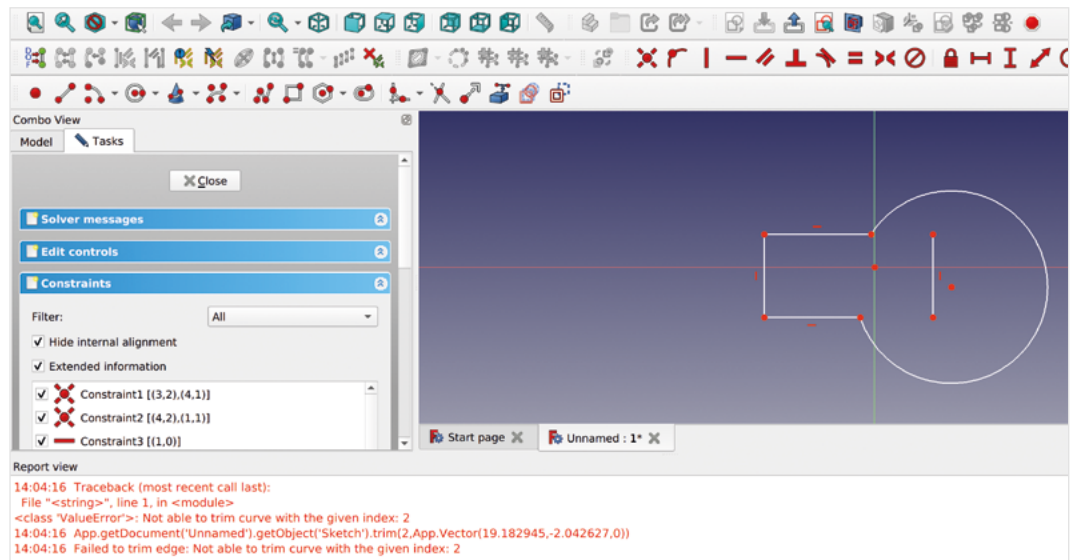 Combo View
Model Tasks
Close
Solver messages
Edit controls
Constraints
Filter: All
Hide internal alignment
Extended information
Constraint1 [(3,2),(4,1)]
Constraint2 [(4,2),(1,1)]
Constraint3 [(1,0)]
Start page Unnamed : 1*
Report view
14:04:16 Traceback (most recent call last):
File "<string>", line 1, in <module>
<class 'ValueError'>: Not able to trim curve with the given index: 2
14:04:16 App.getDocument('Unnamed').getObject('Sketch').trim(2,App.Vector(19.182945,-2.042627,0))
14:04:16 Failed to trim edge: Not able to trim curve with the given index: 2